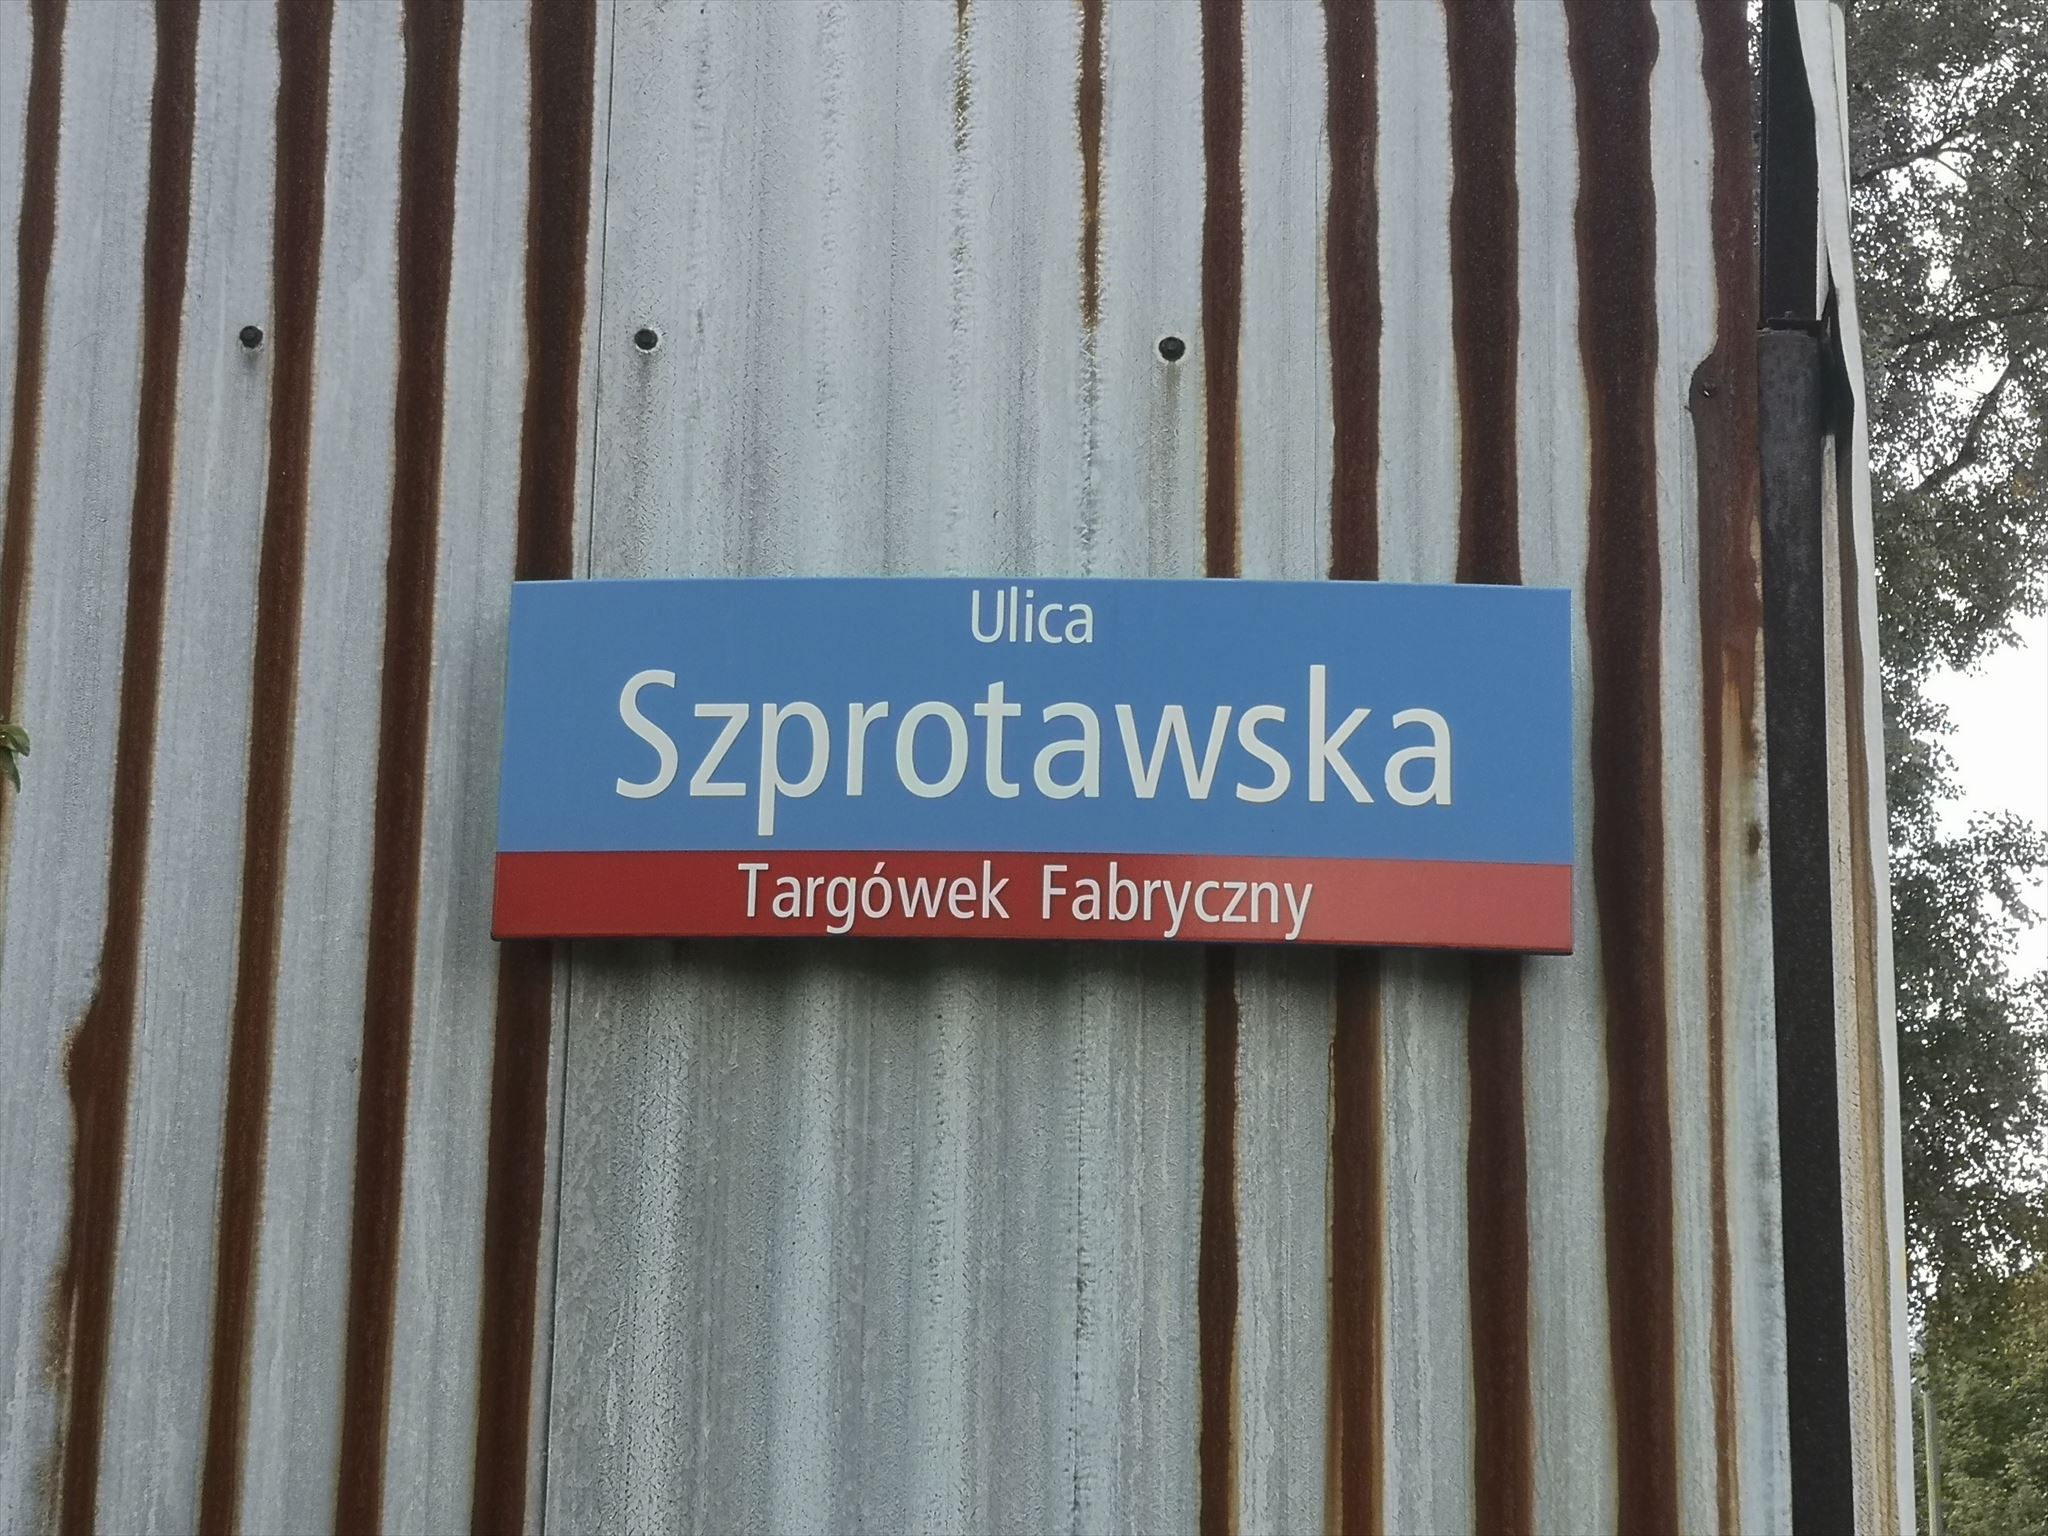 Ulica
Szprotawska
Targówek Fabryczny